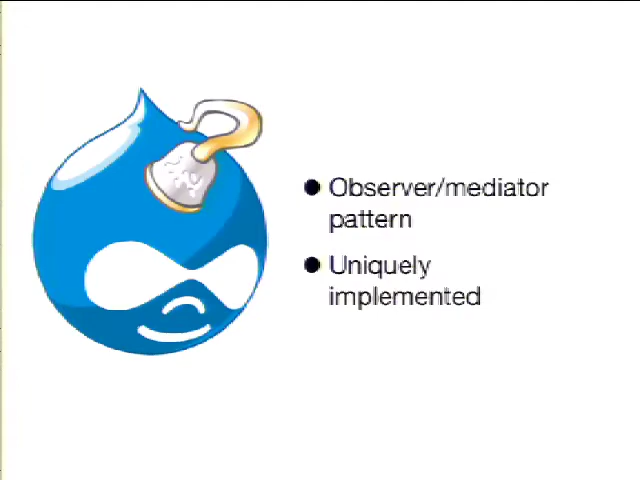 ● Observer/mediator
pattern
● Uniquely
implemented